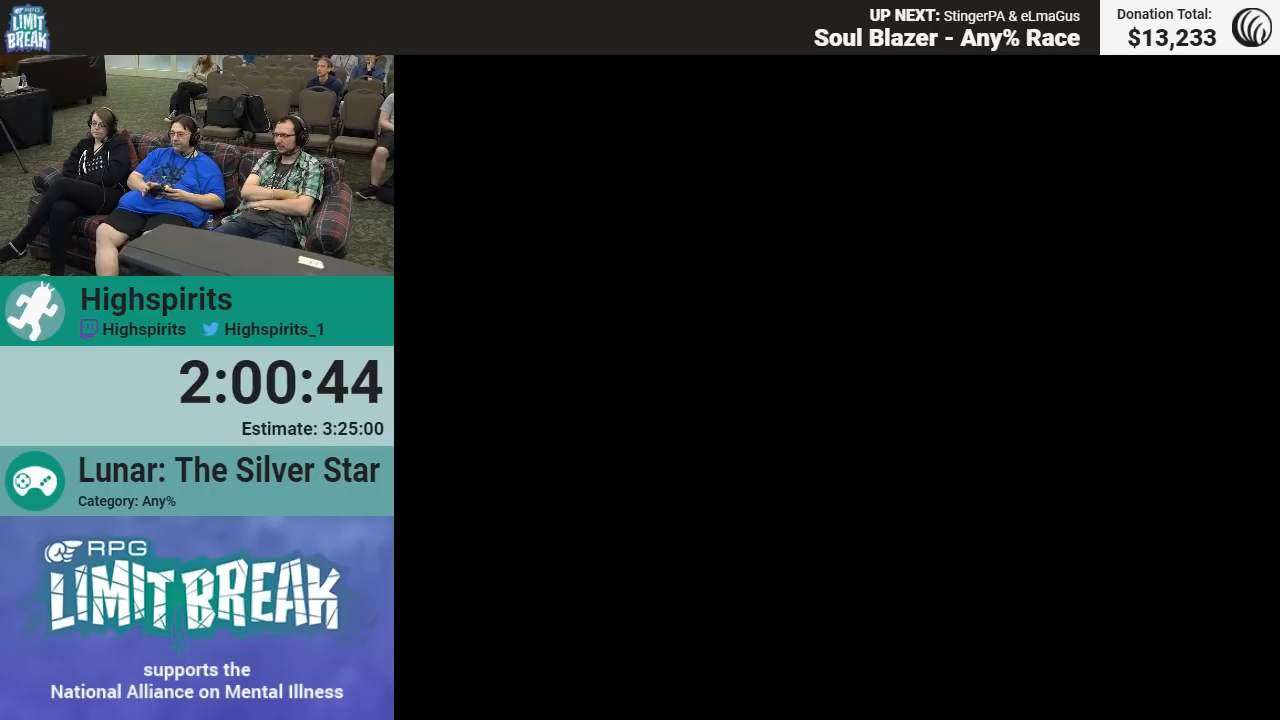 RPG
LIMIT
BREAK
UP NEXT: StingerPA & eLmaGus
Soul Blazer - Any% Race
Donation Total:
$13,233
Highspirits
Highspirits Highspirits_1
2:00:44
Estimate: 3:25:00
Lunar: The Silver Star
Category: Any%
RPG
LIMIT BREAK
supports the
National Alliance on Mental Illness